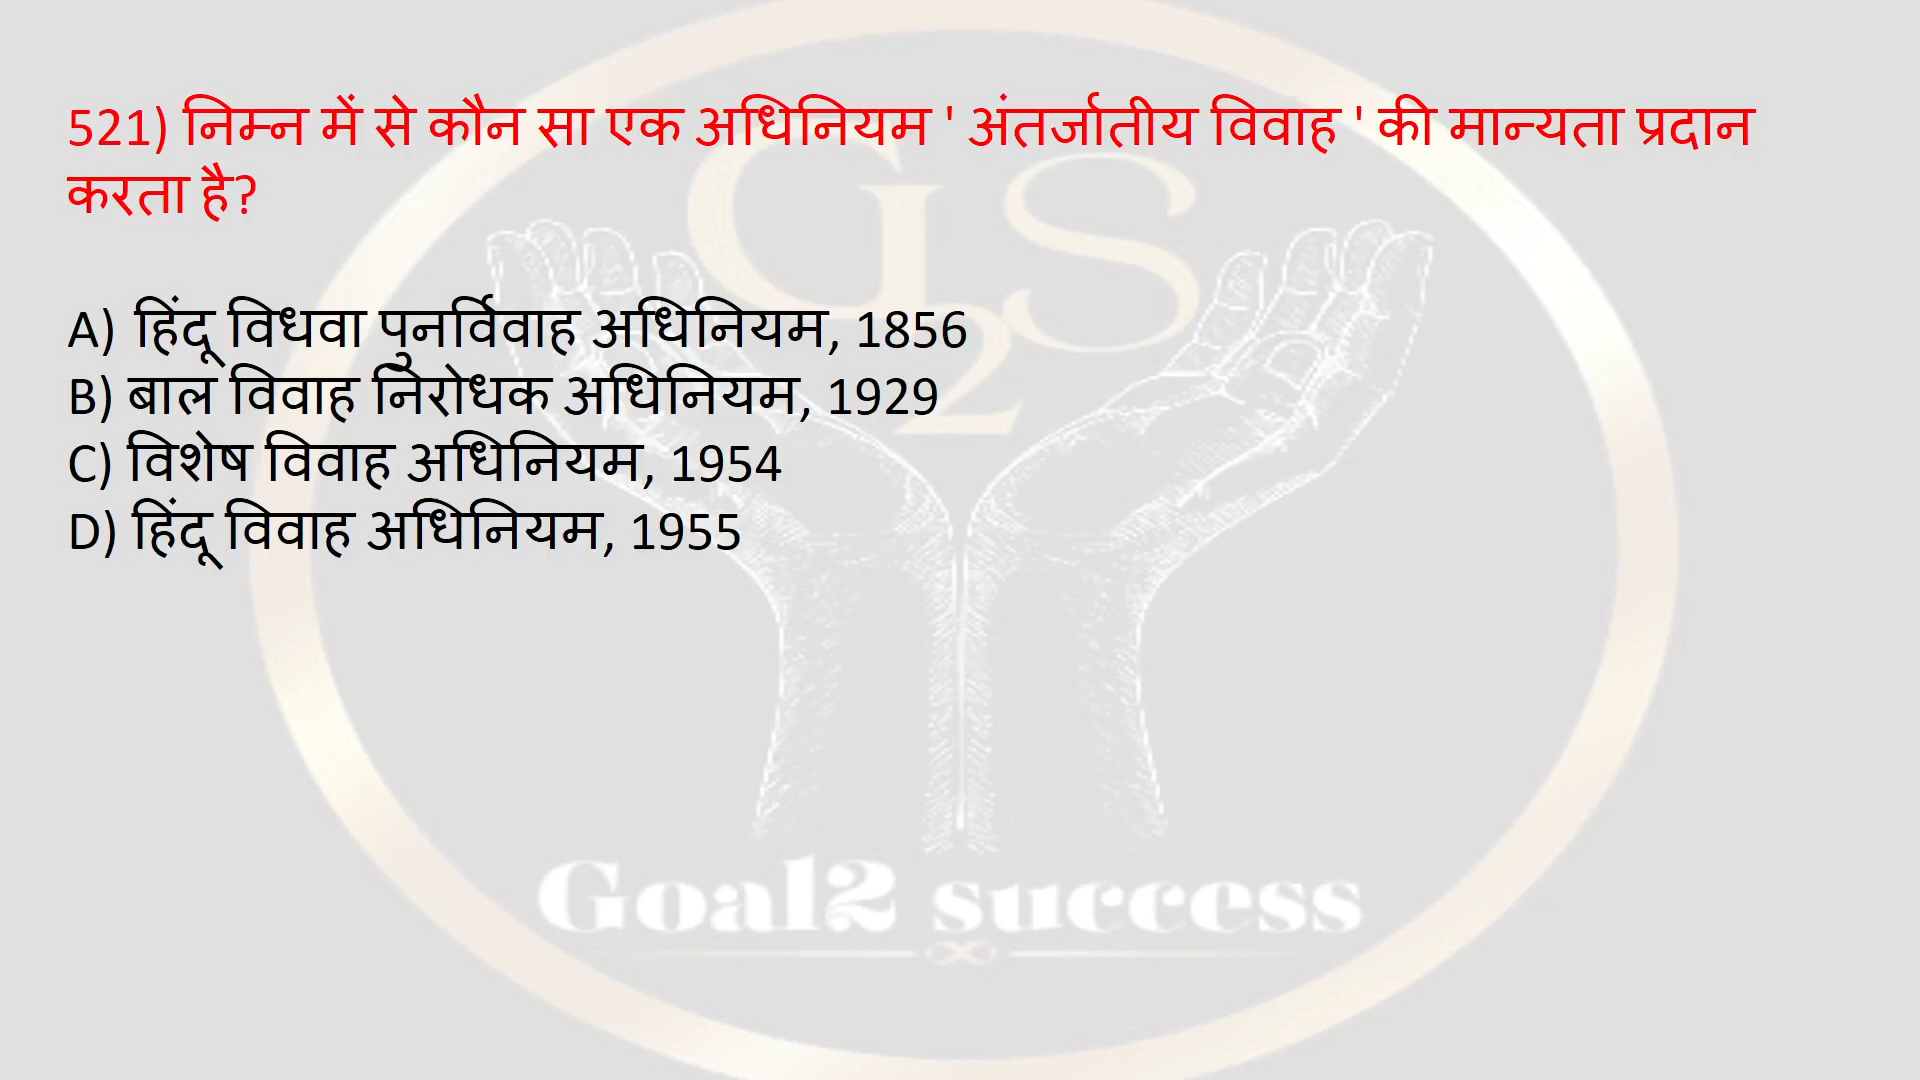 521) निम्न में से कौन सा एक अधिनियम ' अंतर्जातीय विवाह ' की मान्यता प्रदान
करता है?
A) हिंदू विधवा पुनर्विवाह अधिनियम, 1856
B) बाल विवाह निरोधक अधिनियम, 1929
C) विशेष विवाह अधिनियम, 1954
D) हिंदू विवाह अधिनियम, 1955
G2S
Goal2 success